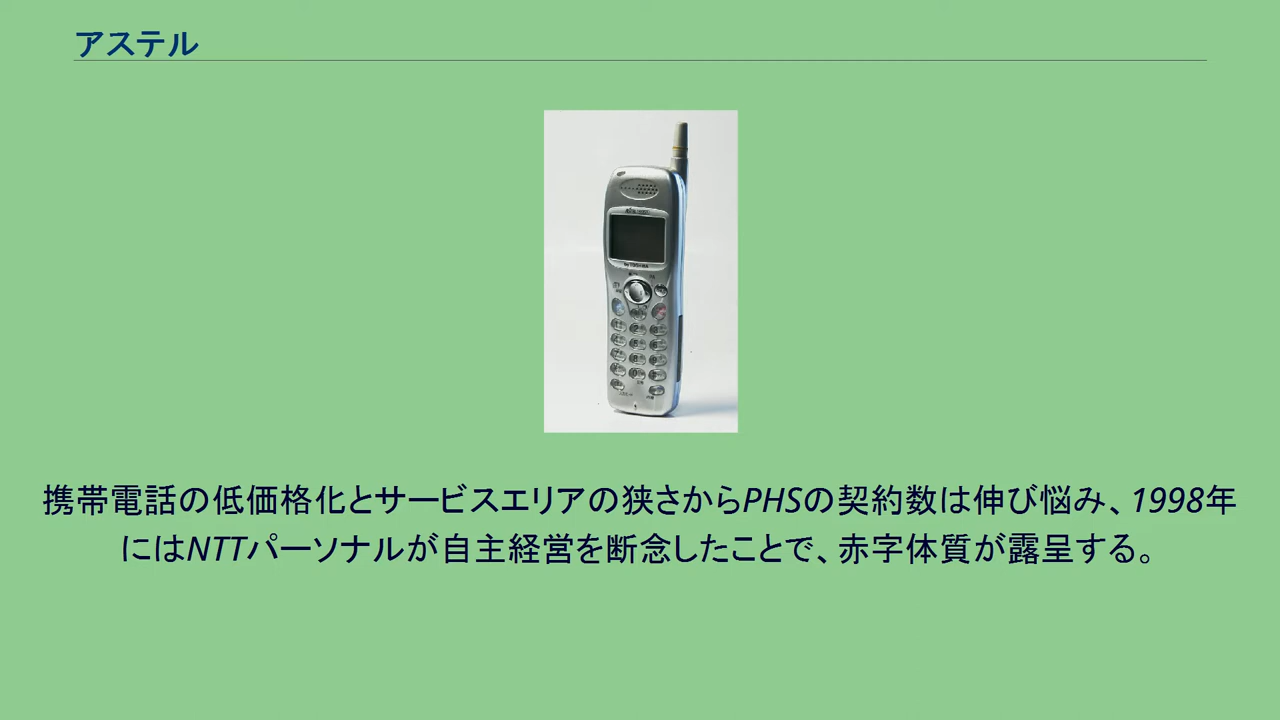 アステル
携帯電話の低価格化とサービスエリアの狭さからPHSの契約数は伸び悩み、1998年
にはNTTパーソナルが自主経営を断念したことで、赤字体質が露呈する。